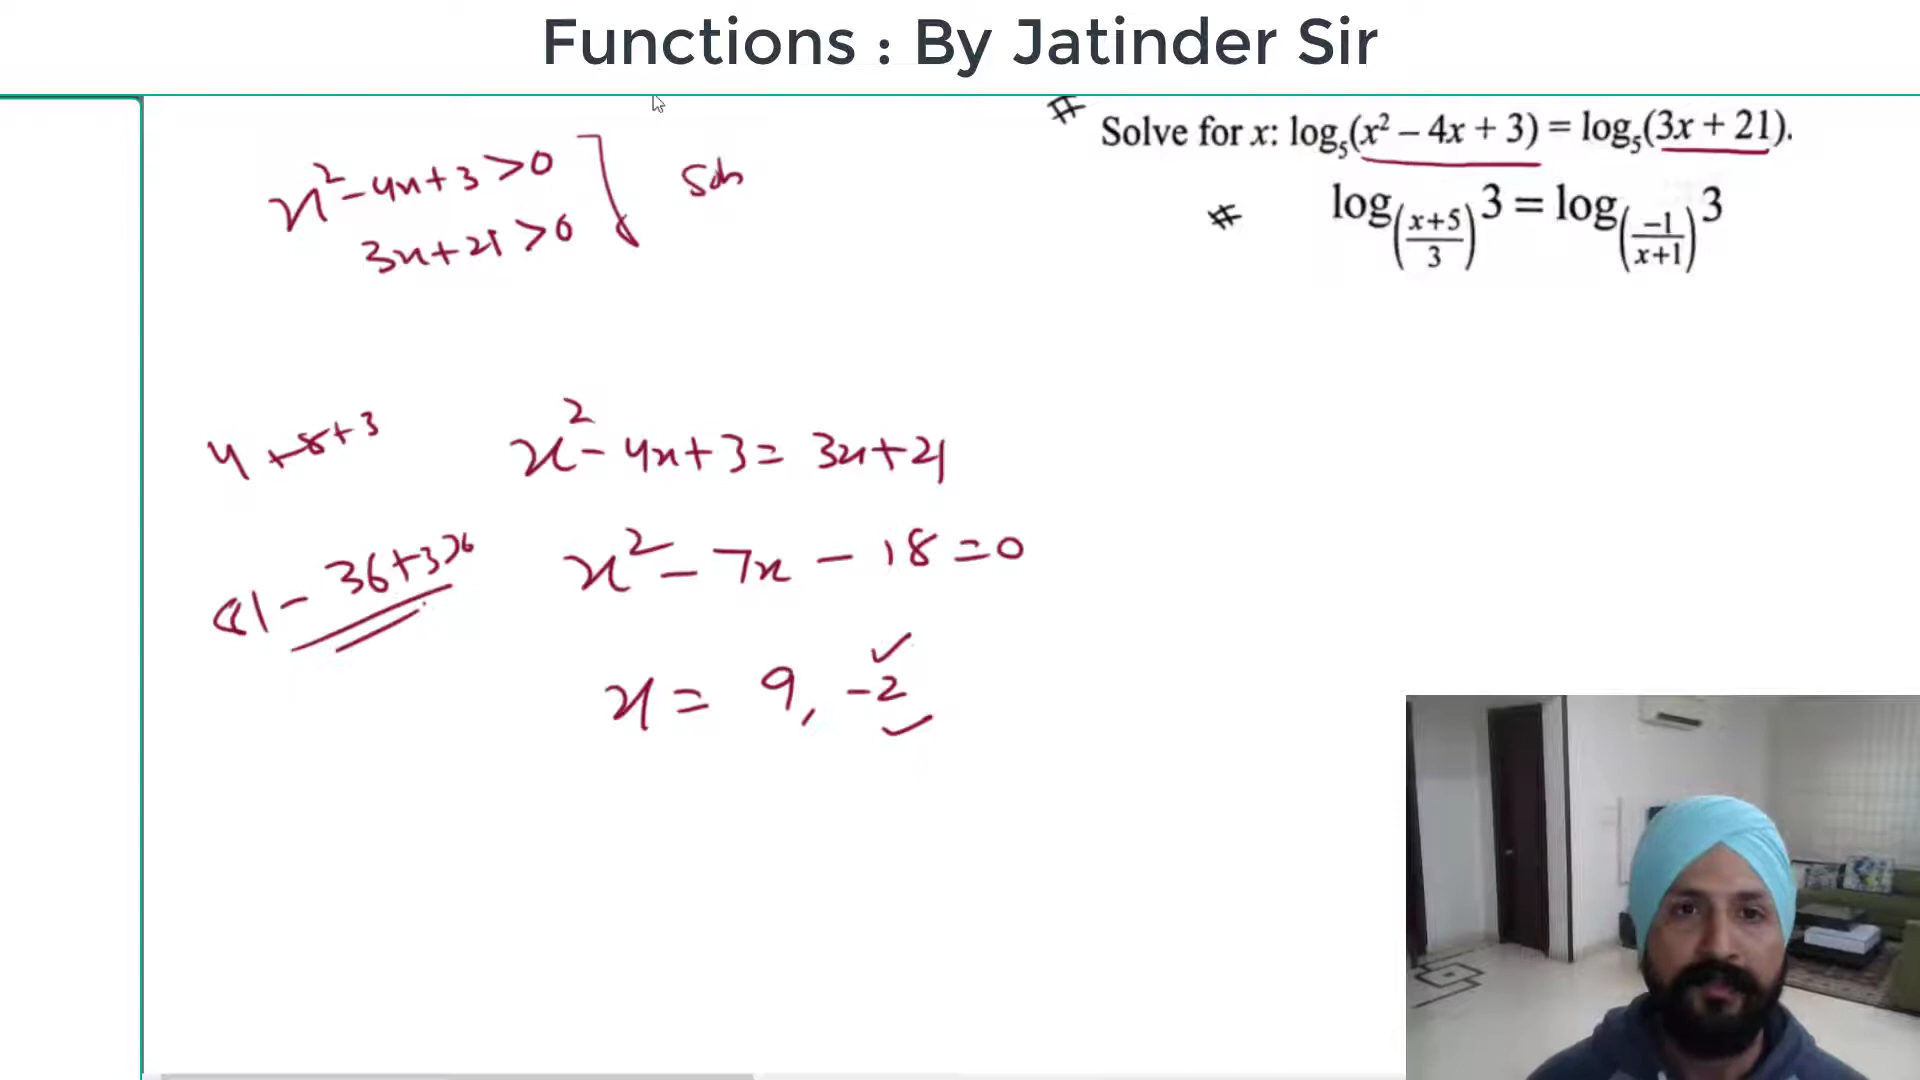 Functions : By Jatinder Sir
# Solve for x: log₅(x² – 4x + 3) = log₅(3x + 21).
# log₍ₓ₊₅⁄₃₎ 3 = log₍₋₁⁄ₓ₊₁₎ 3
x² - 4x + 3 > 0
3x + 21 > 0
4 + 8 + 3
x² - 4x + 3 = 3x + 21
81 - 36 + 3 > 0
x² - 7x - 18 = 0
x = 9, -2